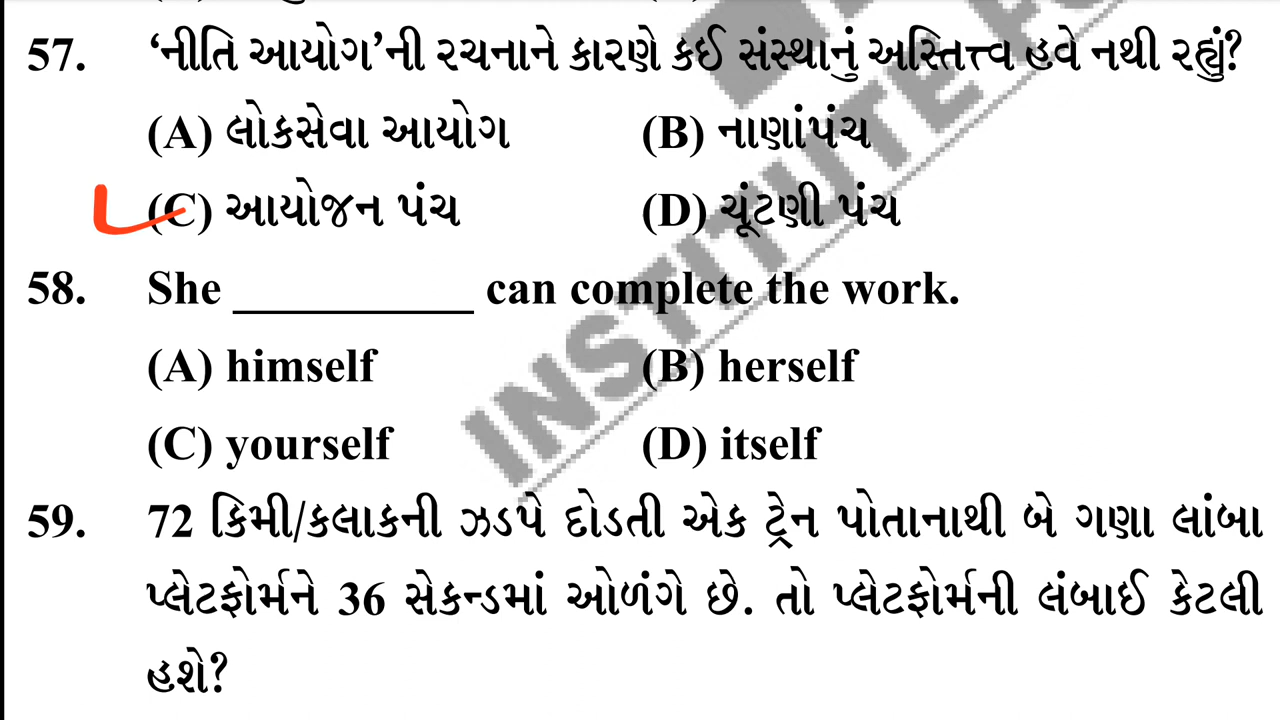 57. ‘નીતિ આયોગ’ની રચનાને કારણે કઈ સંસ્થાનું અસ્તિત્ત્વ હવે નથી રહ્યું?
(A) લોકસેવા આયોગ (B) નાણાંપંચ
(C) આયોજન પંચ (D) ચૂંટણી પંચ
58. She __________ can complete the work.
(A) himself (B) herself
(C) yourself (D) itself
59. 72 કિમી/કલાકની ઝડપે દોડતી એક ટ્રેન પોતાનાથી બે ગણા લાંબા
પ્લેટફોર્મને 36 સેકન્ડમાં ઓળંગે છે. તો પ્લેટફોર્મની લંબાઈ કેટલી
હશે?
INSTITUTE